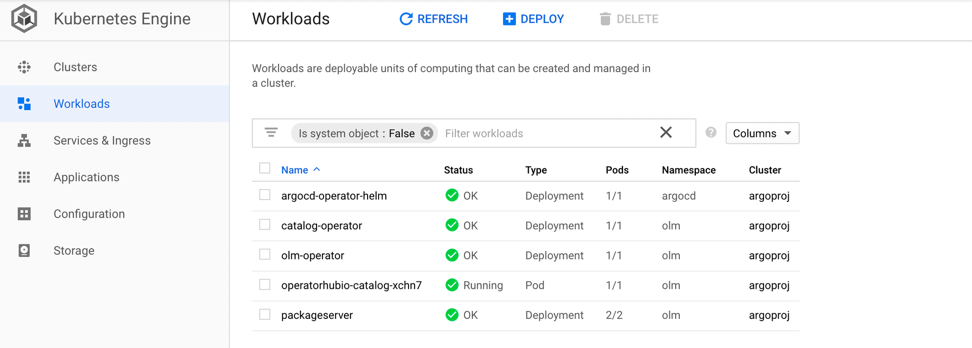 Kubernetes Engine
Workloads
REFRESH
DEPLOY
DELETE
Clusters
Workloads
Services & Ingress
Applications
Configuration
Storage
Workloads are deployable units of computing that can be created and managed in
a cluster.
Is system object : False Filter workloads
Columns
Name Status Type Pods Namespace Cluster
argocd-operator-helm OK Deployment 1/1 argocd argoproj
catalog-operator OK Deployment 1/1 olm argoproj
olm-operator OK Deployment 1/1 olm argoproj
operatorhubio-catalog-xchn7 Running Pod 1/1 olm argoproj
packageserver OK Deployment 2/2 olm argoproj